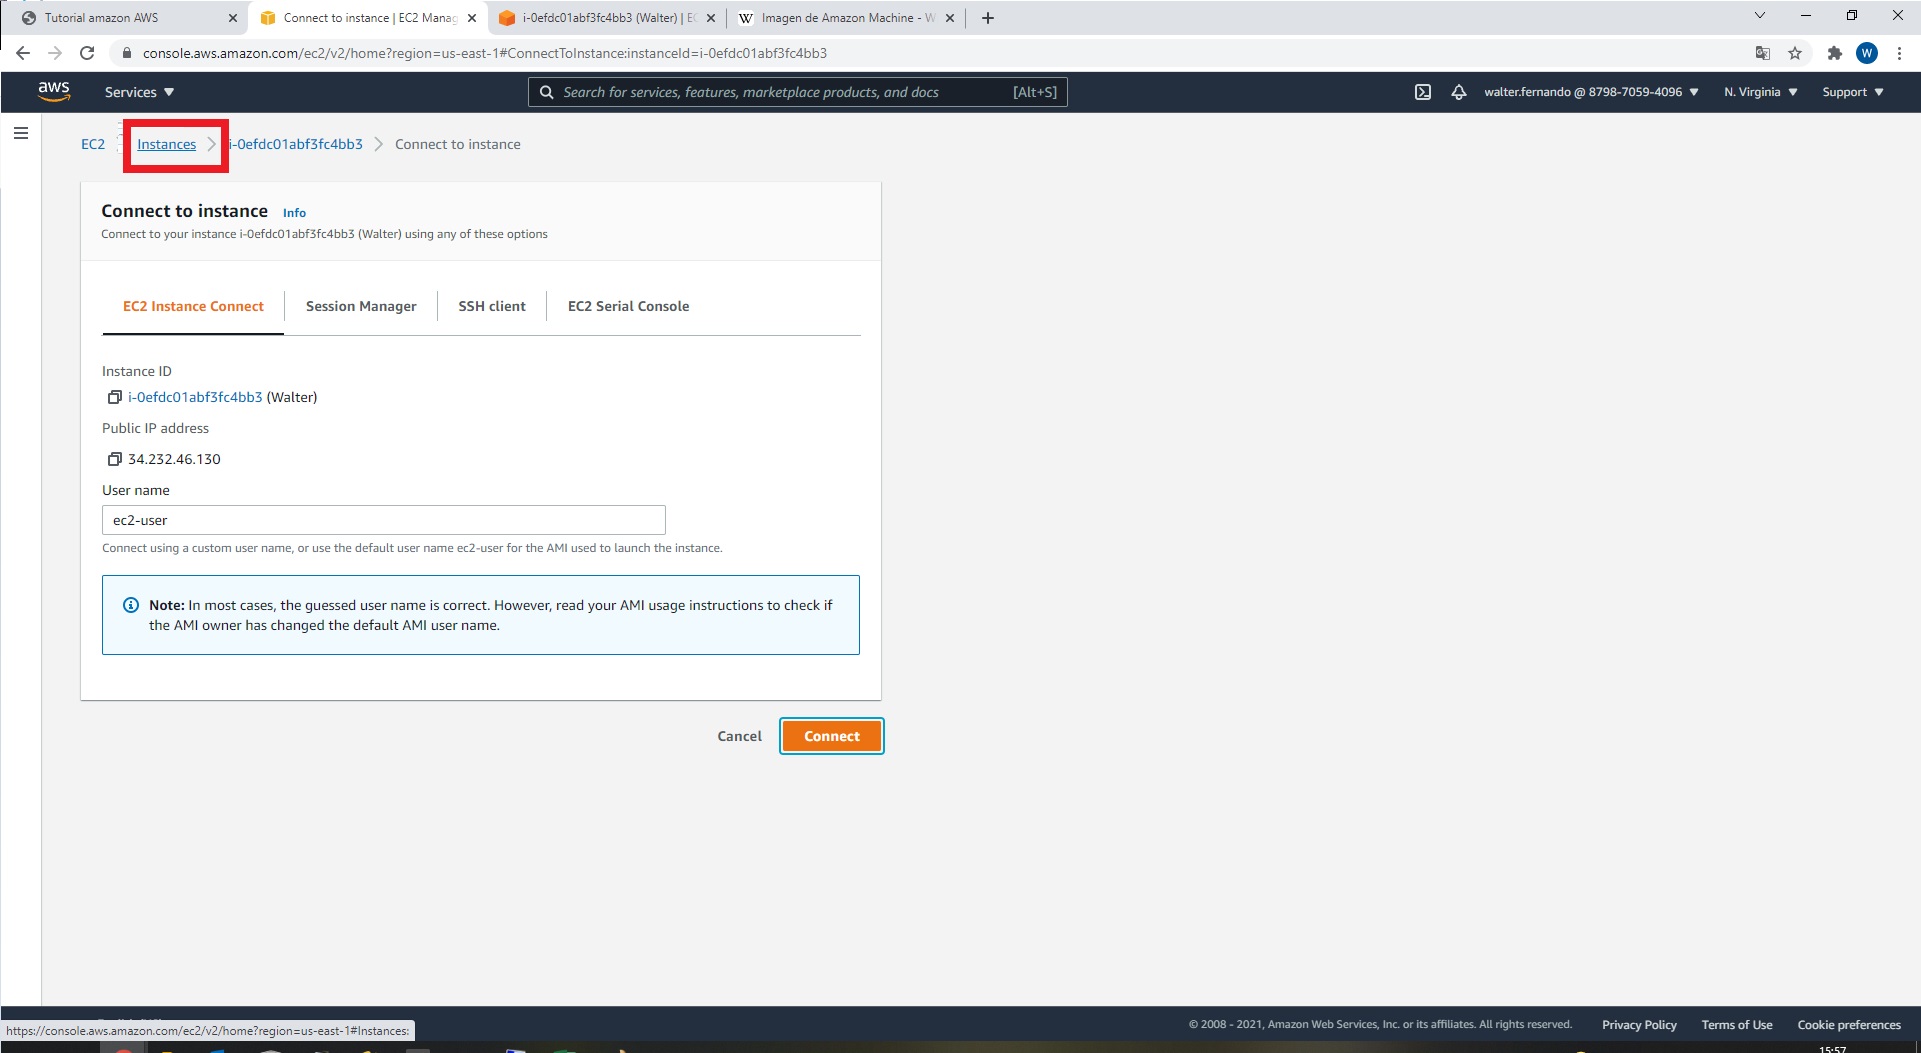 Tutorial amazon AWS
Connect to instance | EC2 Manag
i-0efdc01abf3fc4bb3 (Walter) | EC
Imagen de Amazon Machine - W
console.aws.amazon.com/ec2/v2/home?region=us-east-1#ConnectToInstance:instanceId=i-0efdc01abf3fc4bb3
W
aws
Services
Search for services, features, marketplace products, and docs
[Alt+S]
walter.fernando @ 8798-7059-4096
N. Virginia
Support
EC2
Instances
i-0efdc01abf3fc4bb3
Connect to instance
Connect to instance Info
Connect to your instance i-0efdc01abf3fc4bb3 (Walter) using any of these options
EC2 Instance Connect
Session Manager
SSH client
EC2 Serial Console
Instance ID
i-0efdc01abf3fc4bb3 (Walter)
Public IP address
34.232.46.130
User name
ec2-user
Connect using a custom user name, or use the default user name ec2-user for the AMI used to launch the instance.
Note: In most cases, the guessed user name is correct. However, read your AMI usage instructions to check if
the AMI owner has changed the default AMI user name.
Cancel
Connect
https://console.aws.amazon.com/ec2/v2/home?region=us-east-1#Instances:
© 2008 - 2021, Amazon Web Services, Inc. or its affiliates. All rights reserved.
Privacy Policy
Terms of Use
Cookie preferences
15:57